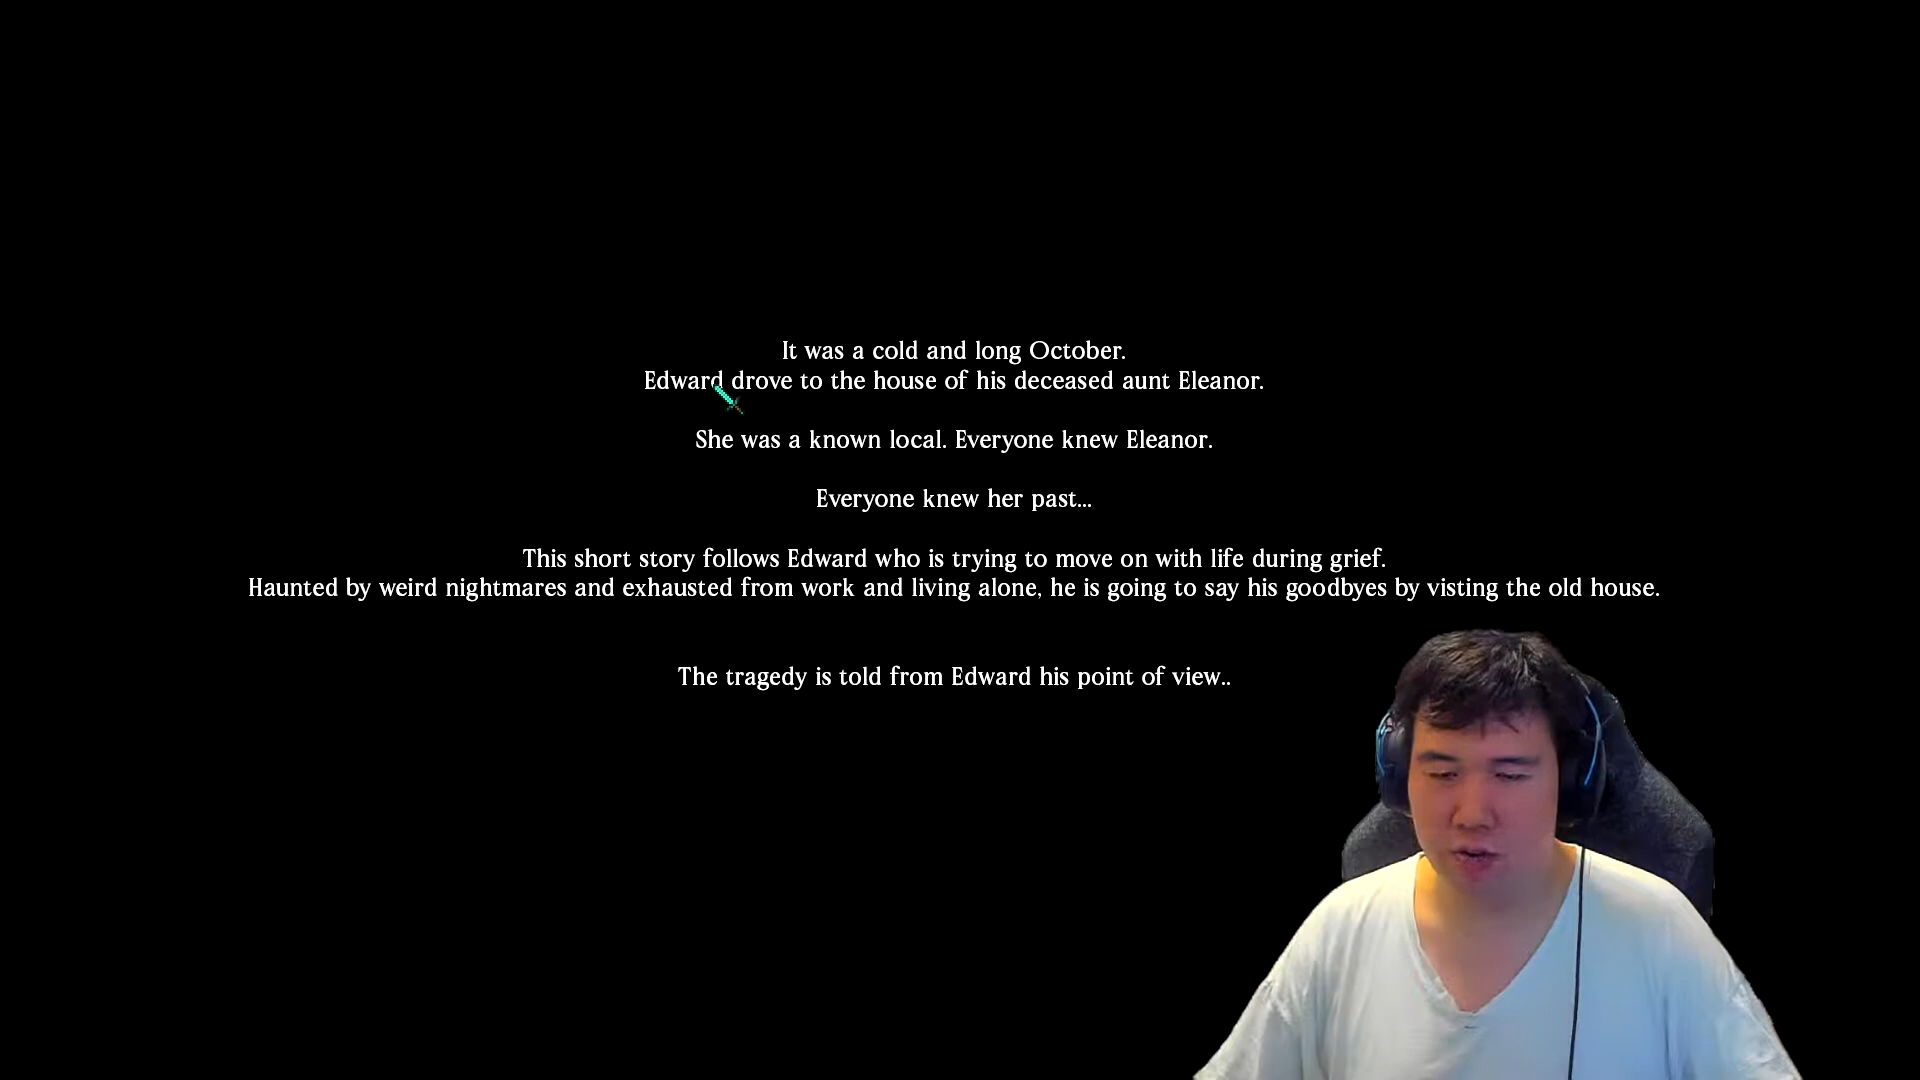 It was a cold and long October.
Edward drove to the house of his deceased aunt Eleanor.
She was a known local. Everyone knew Eleanor.
Everyone knew her past...
This short story follows Edward who is trying to move on with life during grief.
Haunted by weird nightmares and exhausted from work and living alone, he is going to say his goodbyes by visting the old house.
The tragedy is told from Edward his point of view..